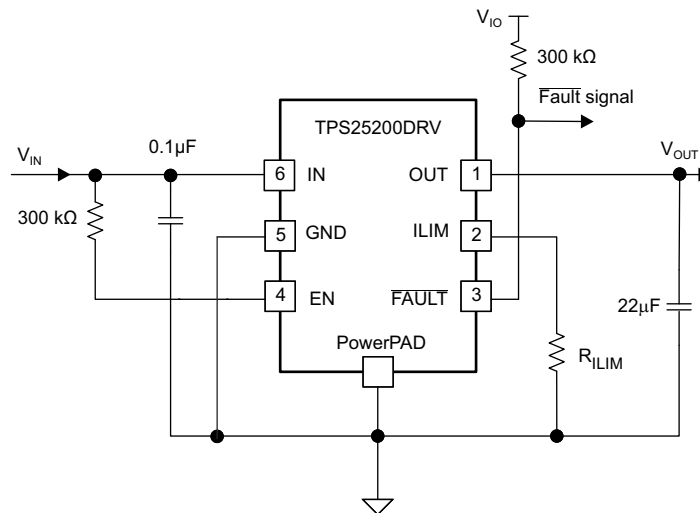 V_IO
300 kΩ
Fault signal
TPS25200DRV
V_IN
0.1µF
6 IN
OUT 1
V_OUT
300 kΩ
5 GND
ILIM 2
4 EN
FAULT 3
22µF
PowerPAD
R_ILIM